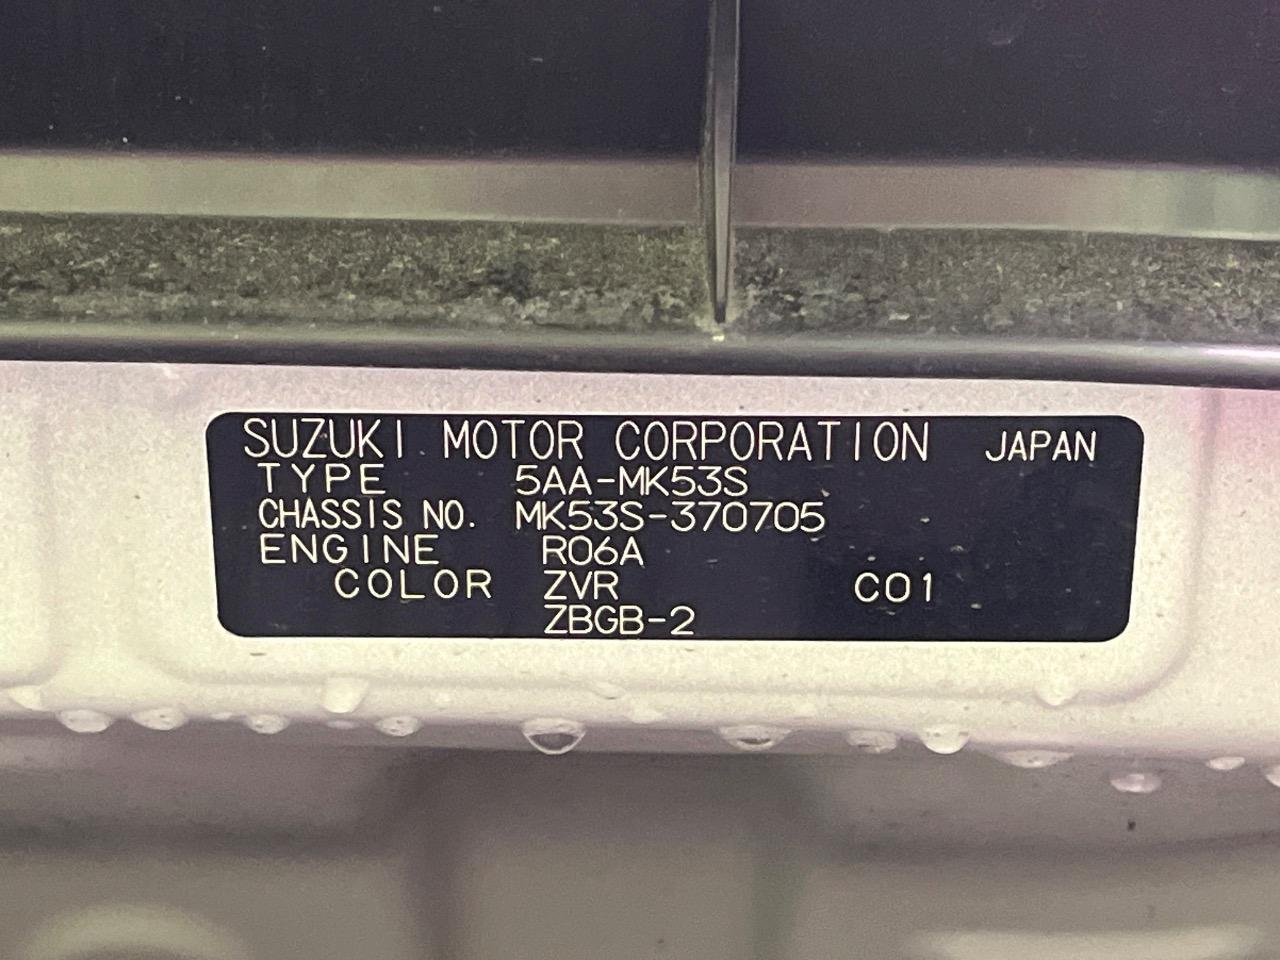 SUZUKI MOTOR CORPORATION JAPAN
TYPE 5AA-MK53S
CHASSIS NO. MK53S-370705
ENGINE R06A
COLOR ZVR C01
ZBGB-2